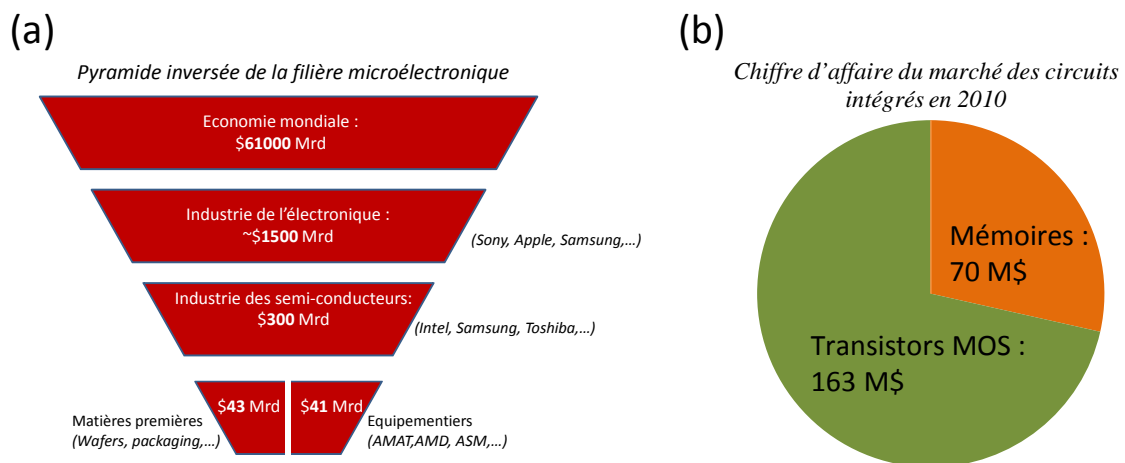 (a)
Pyramide inversée de la filière microélectronique
Economie mondiale :
$61000 Mrd
Industrie de l'électronique :
~$1500 Mrd
(Sony, Apple, Samsung,...)
Industrie des semi-conducteurs:
$300 Mrd
(Intel, Samsung, Toshiba,...)
$43 Mrd
$41 Mrd
Matières premières
(Wafers, packaging,...)
Equipementiers
(AMAT,AMD, ASM,...)
(b)
Chiffre d'affaire du marché des circuits
intégrés en 2010
Mémoires :
70 M$
Transistors MOS :
163 M$